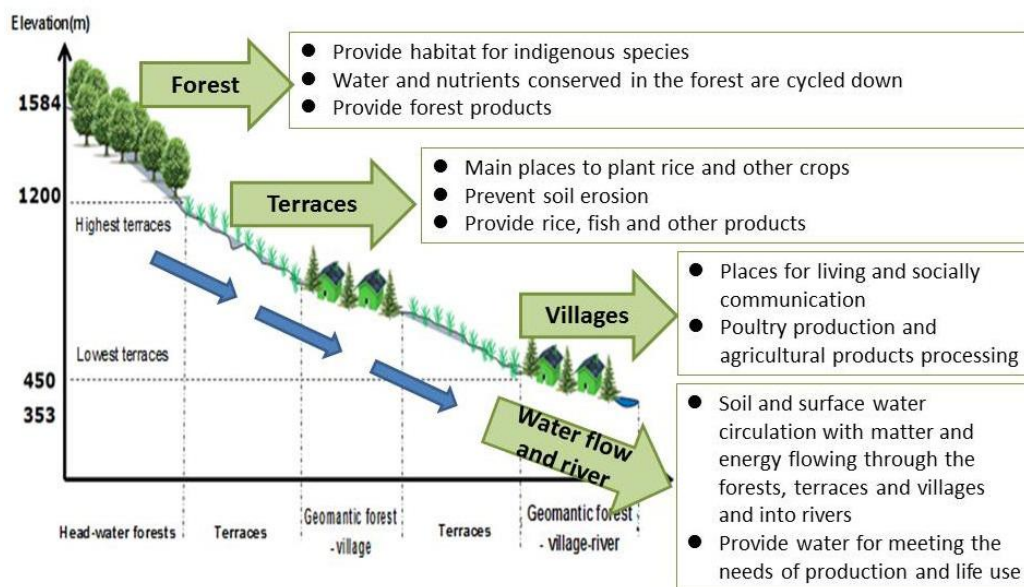 Elevation(m)
1584
1200
450
353
Highest terraces
Lowest terraces
Forest
● Provide habitat for indigenous species
● Water and nutrients conserved in the forest are cycled down
● Provide forest products
Terraces
● Main places to plant rice and other crops
● Prevent soil erosion
● Provide rice, fish and other products
Villages
● Places for living and socially
communication
● Poultry production and
agricultural products processing
Water flow
and river
● Soil and surface water
circulation with matter and
energy flowing through the
forests, terraces and villages
and into rivers
● Provide water for meeting the
needs of production and life use
Head-water forests
Terraces
Geomantic forest
- village
Terraces
Geomantic forest
- village-river